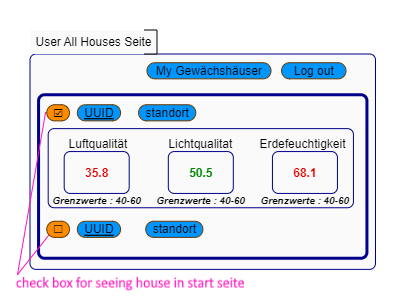 User All Houses Seite
My Gewächshäuser Log out
☑ UUID standort
Luftqualität Lichtqualitat Erdefeuchtigkeit
35.8 50.5 68.1
Grenzwerte : 40-60 Grenzwerte : 40-60 Grenzwerte : 40-60
☐ UUID standort
check box for seeing house in start seite